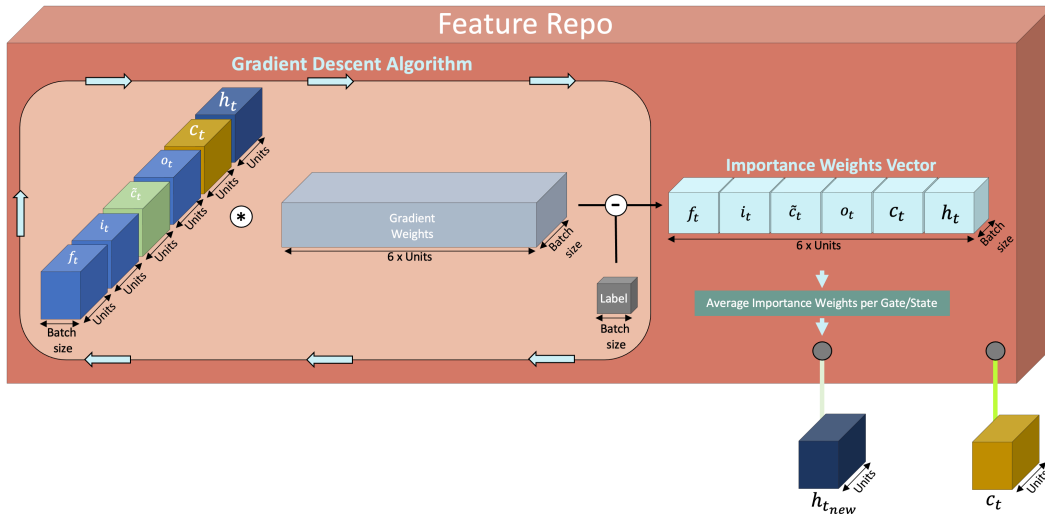 Feature Repo
Gradient Descent Algorithm
h_t
c_t
o_t
c̃_t
i_t
f_t
Units
Units
Units
Units
Units
Units
Batch
size
*
Gradient
Weights
6 x Units
Batch
size
-
Label
Batch
size
Importance Weights Vector
f_t i_t c̃_t o_t c_t h_t
6 x Units
Batch
size
Average Importance Weights per Gate/State
Units
h_t_new
Units
c_t